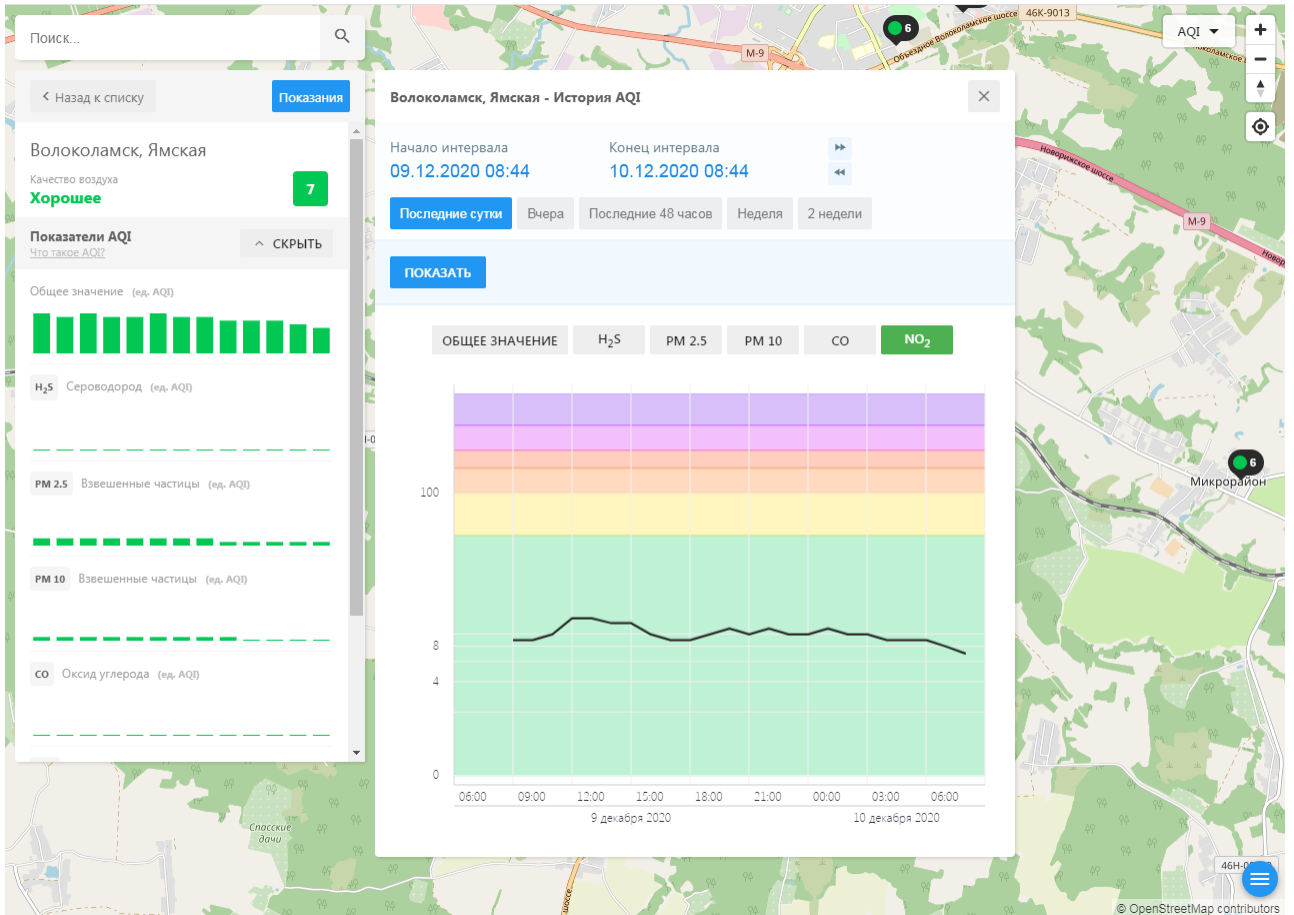 46К-9013
Поиск...
6
AQI
Объездное Волоколамское шоссе
М-9
Назад к списку
Показания
Волоколамск, Ямская - История AQI
Волоколамск, Ямская
Качество воздуха
Хорошее
7
Начало интервала
Конец интервала
09.12.2020 08:44
10.12.2020 08:44
Новорижское шоссе
Последние сутки
Вчера
Последние 48 часов
Неделя
2 недели
М-9
Показатели AQI
Что такое AQI?
СКРЫТЬ
ПОКАЗАТЬ
Общее значение (ед. AQI)
ОБЩЕЕ ЗНАЧЕНИЕ
H2S
PM 2.5
PM 10
CO
NO2
H2S Сероводород (ед. AQI)
PM 2.5 Взвешенные частицы (ед. AQI)
PM 10 Взвешенные частицы (ед. AQI)
CO Оксид углерода (ед. AQI)
100
8
4
0
6
Микрорайон
06:00
09:00
12:00
15:00
18:00
21:00
00:00
03:00
06:00
9 декабря 2020
10 декабря 2020
Спасские
дачи
© OpenStreetMap contributors